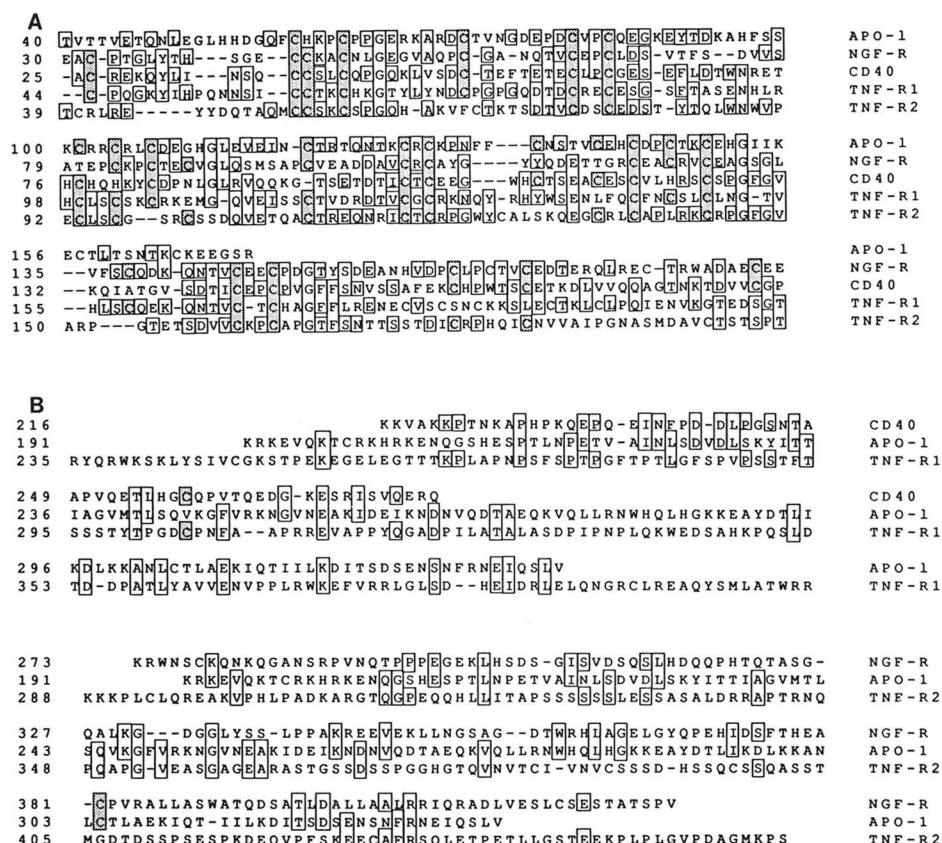 A
40 TVTTVETQNLEGLHHDGQFCHKPCPPGERKARDCTVNGDEPDCVPCQEGKEYTDKAHFSS APO-1
30 EAC-PTGLYTH---SGE--CCKACNLGEGVAQPC-GA-NQTVCEPCLDS-VTFS--DVVS NGF-R
25 -AC-REKQYLI---NSQ--CCSLCQPGQKLVSDC-TEFTETECLPCGES-EFLDTWNRET CD40
44 --C-PQGKYIHPQNNSI--CCTKCHKGTYLYNDCPGPGQDTDCRECESG-SFTASENHLR TNF-R1
39 TCRLRE-----YYDQTAQMCCSKCSPGQH-AKVFCTKTSDTVCDSCEDST-YTQLWNWVP TNF-R2
100 KCRRCRLCDEGHGLEVEIN-CTRTQNTKCRCKPNFF---CNSTVCEHCDPCTKCEHGIIK APO-1
79 ATEPCKPCTECVGLQSMSAPCVEADDAVCRCAYG----YYQDETTGRCEACRVCEAGSGL NGF-R
76 HCHQHKYCDPNLGLRVQQKG-TSETDTICTCEEG---WHCTSEACESCVLHRSCSPGFGV CD40
98 HCLSCSKCRKEMG-QVEISSCTVDRDTVCGCRKNQY-RHYWSENLFQCFNCSLCLNG-TV TNF-R1
92 ECLSCG---SRCSSDQVETQACTREQNRICTCRPGWYCALSKQEGCRLCAPLRKCRPGFGV TNF-R2
156 ECTLTSNTKCKEEGSR APO-1
135 --VFSCQDK-QNTVCEECPDGTYSDEANHVDPCLPCTVCEDTERQLREC-TRWADAECEE NGF-R
132 --KQIATGV-SDTICEPCPVGFFSNVSSAFEKCHPWTSCETKDLVVQQAGTNKTDVVCGP CD40
155 --HLSCQEK-QNTVC-TCHAGFFLRENECVSCSNCKKSLECTKLCLPQIENVKGTEDSGT TNF-R1
150 ARP---GTETSDVVCKPCAPGTFSNTTSSTDICRPHQICNVVAIPGNASMDAVCTSTSPT TNF-R2
B
216 KKVAKKPTNKAPHPKQEPQ-EINFPD-DLPGSNTA CD40
191 KRKEVQKTCRKHRKENQGSHESPTLNPETV-AINLSDVDLSKYITT APO-1
235 RYQRWKSKLYSIVCGKSTPEKEGELEGTTTKPLAPNPSFSPTPGFTPTLGFSPVPSSTFT TNF-R1
249 APVQETLHGCQPVTQEDG-KESRISVQERQ CD40
236 IAGVMTLSQVKGFVRKNGVNEAKIDEIKNDNVQDTAEQKVQLLRNWHQLHGKKEAYDTLI APO-1
295 SSSTYTPGDCPNFA--APRREVAPPYQGADPILATALASDPIPNPLQKWEDSAHKPQSLD TNF-R1
296 KDLKKANLCTLAEKIQTIILKDITSDSENSNFRNEIQSLV APO-1
353 TD-DPATLYAVVENVPPLRWKEFVRRLGLSD--HEIDRLELQNGRCLREAQYSMLATWRR TNF-R1
273 KRWNSCKQNKQGANSRPVNQTPPPEGEKLHSDS-GISVDSQSLHDQQPHTQTASG- NGF-R
191 KRKEVQKTCRKHRKENQGSHESPTLNPETVAINLSDVDLSKYITTIAGVMTL APO-1
288 KKKPLCLQREAKVPHLPADKARGTQGPEQQHLLITAPSSSSSSLESSASALDRRAPTRNQ TNF-R2
327 QALKG---DGGLYSS-LPPAKREEVEKLLNGSAG--DTWRHLAGELGYQPEHIDSFTHEA NGF-R
243 SQVKGFVRKNGVNEAKIDEIKNDNVQDTAEQKVQLLRNWHQLHGKKEAYDTLIKDLKKAN APO-1
348 PQAPG-VEASGAGEARASTGSSDSSPGGHGTQVNVTCI-VNVCSSSD-HSSQCSSQASST TNF-R2
381 -CPVRALLASWATQDSATLDALLAALRRIQRADLVESLCSESTATSPV NGF-R
303 LCTLAEKIQT-IILKDITSDSENSNFRNEIQSLV APO-1
405 MGDTDSSPSESPKDEQVPFSKEECAFRSQLETPETLLGSTEEKPLPLGVPDAGMKPS TNF-R2